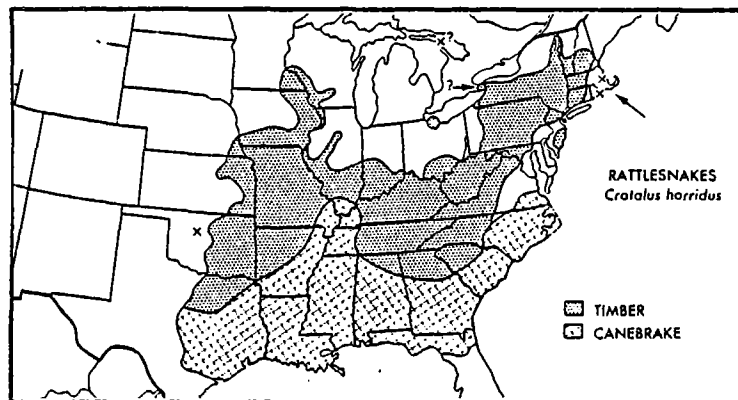 x?
?
x
x
RATTLESNAKES
Crotalus horridus
x
TIMBER
CANEBRAKE